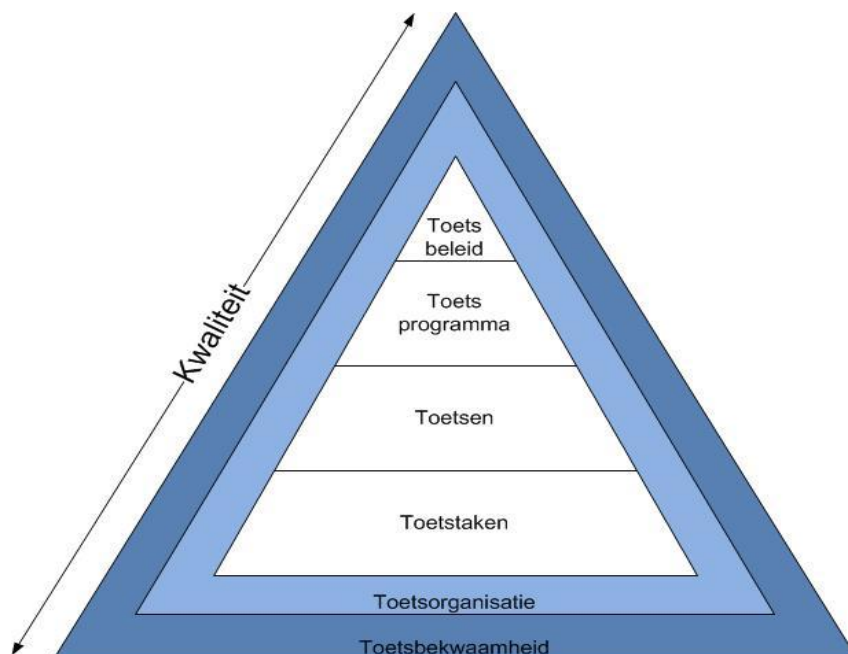 Kwaliteit
Toets
beleid
Toets
programma
Toetsen
Toetstaken
Toetsorganisatie
Toetsbekwaamheid